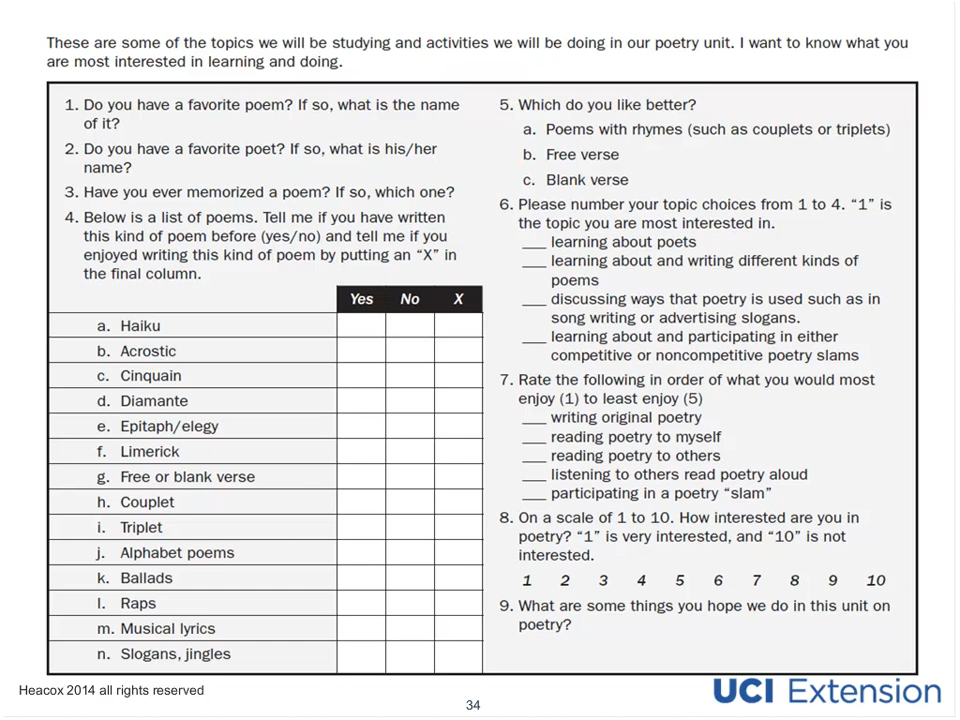 These are some of the topics we will be studying and activities we will be doing in our poetry unit. I want to know what you
are most interested in learning and doing.
1. Do you have a favorite poem? If so, what is the name
of it?
2. Do you have a favorite poet? If so, what is his/her
name?
3. Have you ever memorized a poem? If so, which one?
4. Below is a list of poems. Tell me if you have written
this kind of poem before (yes/no) and tell me if you
enjoyed writing this kind of poem by putting an “X” in
the final column.
Yes No X
a. Haiku
b. Acrostic
c. Cinquain
d. Diamante
e. Epitaph/elegy
f. Limerick
g. Free or blank verse
h. Couplet
i. Triplet
j. Alphabet poems
k. Ballads
l. Raps
m. Musical lyrics
n. Slogans, jingles
5. Which do you like better?
a. Poems with rhymes (such as couplets or triplets)
b. Free verse
c. Blank verse
6. Please number your topic choices from 1 to 4. “1” is
the topic you are most interested in.
___ learning about poets
___ learning about and writing different kinds of
poems
___ discussing ways that poetry is used such as in
song writing or advertising slogans.
___ learning about and participating in either
competitive or noncompetitive poetry slams
7. Rate the following in order of what you would most
enjoy (1) to least enjoy (5)
___ writing original poetry
___ reading poetry to myself
___ reading poetry to others
___ listening to others read poetry aloud
___ participating in a poetry “slam”
8. On a scale of 1 to 10. How interested are you in
poetry? “1” is very interested, and “10” is not
interested.
1 2 3 4 5 6 7 8 9 10
9. What are some things you hope we do in this unit on
poetry?
Heacox 2014 all rights reserved
34
UCI Extension